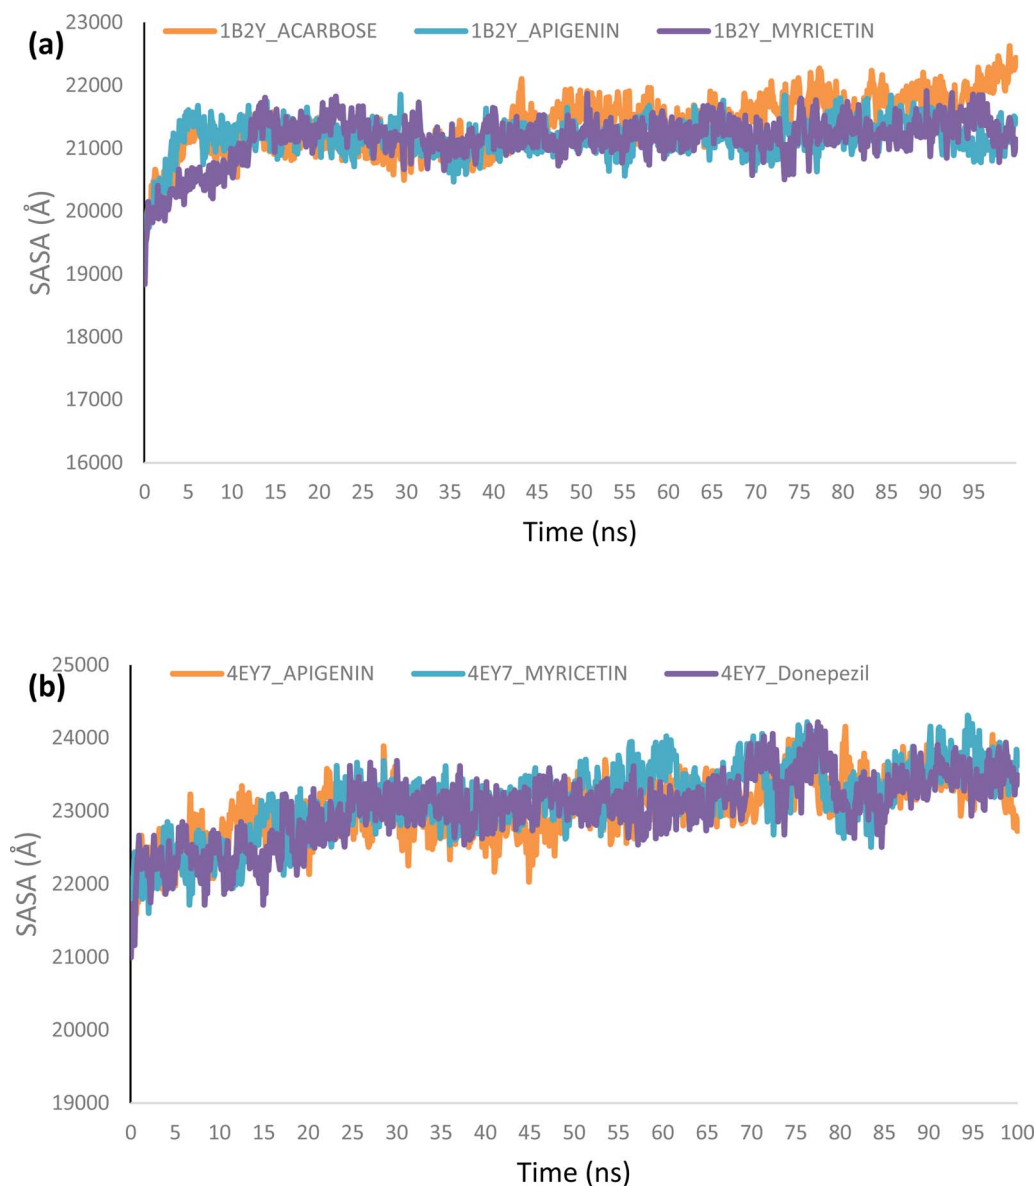 (a)
1B2Y_ACARBOSE 1B2Y_APIGENIN 1B2Y_MYRICETIN
23000
22000
21000
20000
19000
18000
17000
16000
SASA (Å)
0 5 10 15 20 25 30 35 40 45 50 55 60 65 70 75 80 85 90 95
Time (ns)
(b)
4EY7_APIGENIN 4EY7_MYRICETIN 4EY7_Donepezil
25000
24000
23000
22000
21000
20000
19000
SASA (Å)
0 5 10 15 20 25 30 35 40 45 50 55 60 65 70 75 80 85 90 95 100
Time (ns)